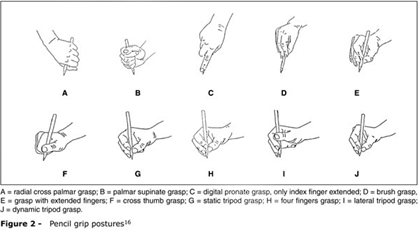 A B C D E
F G H I J
A = radial cross palmar grasp; B = palmar supinate grasp; C = digital pronate grasp, only index finger extended; D = brush grasp,
E = grasp with extended fingers; F = cross thumb grasp; G = static tripod grasp; H = four fingers grasp; I = lateral tripod grasp;
J = dynamic tripod grasp.
Figure 2 – Pencil grip postures¹⁶